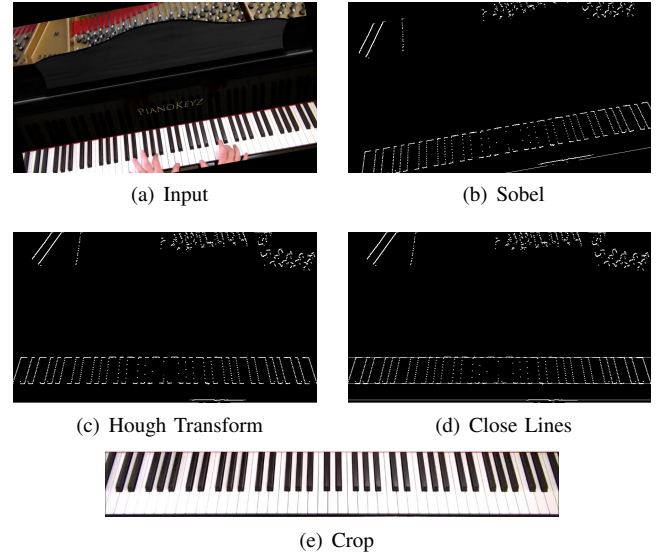 PIANOKEYZ
(a) Input
(b) Sobel
(c) Hough Transform
(d) Close Lines
(e) Crop